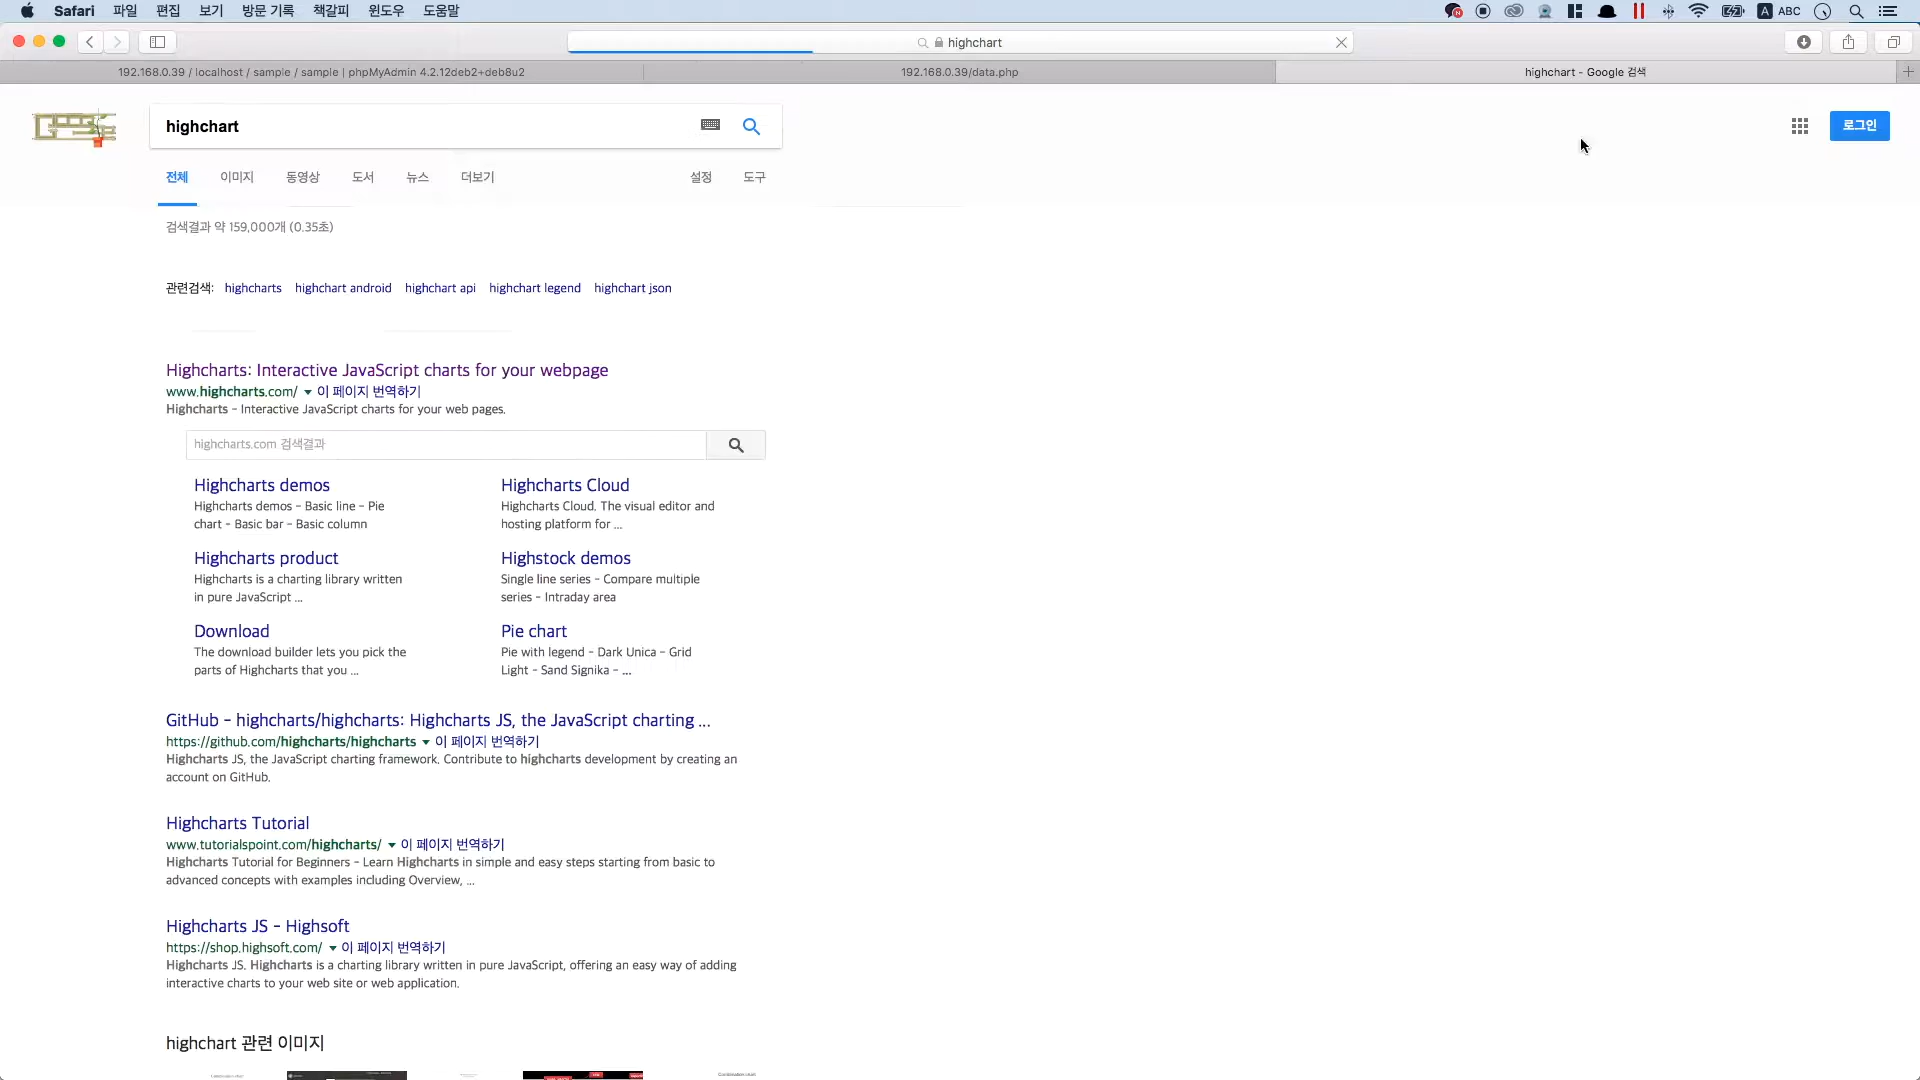 Safari 파일 편집 보기 방문 기록 책갈피 윈도우 도움말
A ABC
highchart
192.168.0.39 / localhost / sample / sample | phpMyAdmin 4.2.12deb2+deb8u2
192.168.0.39/data.php
highchart - Google 검색
highchart
로그인
전체 이미지 동영상 도서 뉴스 더보기 설정 도구
검색결과 약 159,000개 (0.35초)
관련검색: highcharts highchart android highchart api highchart legend highchart json
Highcharts: Interactive JavaScript charts for your webpage
www.highcharts.com/ 이 페이지 번역하기
Highcharts - Interactive JavaScript charts for your web pages.
highcharts.com 검색결과
Highcharts demos
Highcharts demos - Basic line - Pie
chart - Basic bar - Basic column
Highcharts Cloud
Highcharts Cloud. The visual editor and
hosting platform for ...
Highcharts product
Highcharts is a charting library written
in pure JavaScript ...
Highstock demos
Single line series - Compare multiple
series - Intraday area
Download
The download builder lets you pick the
parts of Highcharts that you ...
Pie chart
Pie with legend - Dark Unica - Grid
Light - Sand Signika - ...
GitHub - highcharts/highcharts: Highcharts JS, the JavaScript charting ...
https://github.com/highcharts/highcharts 이 페이지 번역하기
Highcharts JS, the JavaScript charting framework. Contribute to highcharts development by creating an
account on GitHub.
Highcharts Tutorial
www.tutorialspoint.com/highcharts/ 이 페이지 번역하기
Highcharts Tutorial for Beginners - Learn Highcharts in simple and easy steps starting from basic to
advanced concepts with examples including Overview, ...
Highcharts JS - Highsoft
https://shop.highsoft.com/ 이 페이지 번역하기
Highcharts JS. Highcharts is a charting library written in pure JavaScript, offering an easy way of adding
interactive charts to your web site or web application.
highchart 관련 이미지